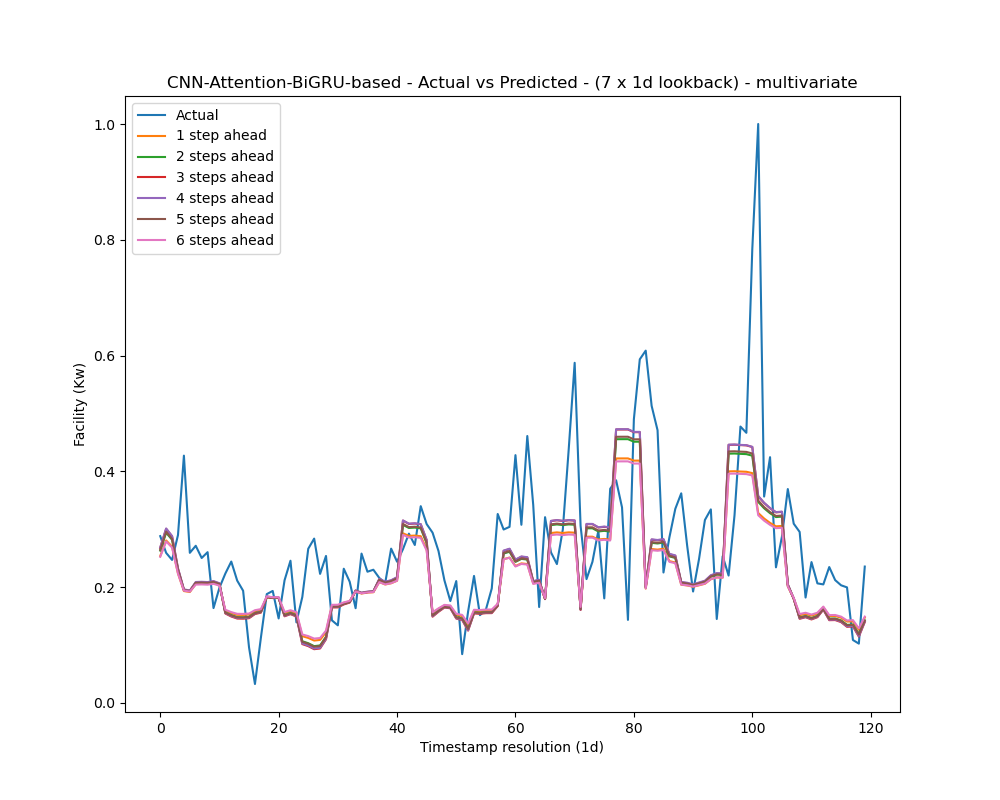 CNN-Attention-BiGRU-based - Actual vs Predicted - (7 x 1d lookback) - multivariate
Actual
1 step ahead
2 steps ahead
3 steps ahead
4 steps ahead
5 steps ahead
6 steps ahead
1.0
0.8
0.6
0.4
0.2
0.0
Facility (Kw)
0 20 40 60 80 100 120
Timestamp resolution (1d)